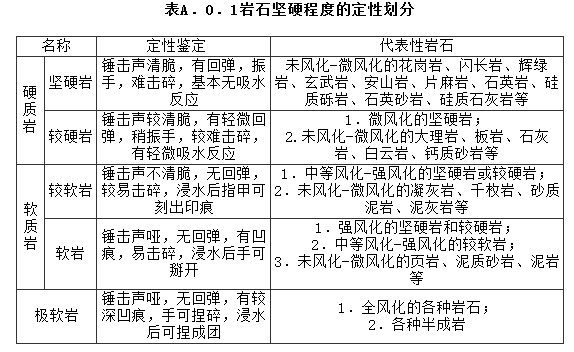 表A.0.1岩石坚硬程度的定性划分
名称 定性鉴定 代表性岩石
硬质岩
坚硬岩
锤击声清脆，有回弹，振
手，难击碎，基本无吸水
反应
未风化-微风化的花岗岩、闪长岩、辉绿
岩、玄武岩、安山岩、片麻岩、石英岩、硅
质砾岩、石英砂岩、硅质石灰岩等
较硬岩
锤击声较清脆，有轻微回
弹，稍振手，较难击碎，
有轻微吸水反应
1．微风化的坚硬岩；
2.未风化-微风化的大理岩、板岩、石灰
岩、白云岩、钙质砂岩等
软质岩
较软岩
锤击声不清脆，无回弹，
较易击碎，浸水后指甲可
刻出印痕
1．中等风化-强风化的坚硬岩或较硬岩；
2．未风化-微风化的凝灰岩、千枚岩、砂质
泥岩、泥灰岩等
软岩
锤击声哑，无回弹，有凹
痕，易击碎，浸水后手可
掰开
1．强风化的坚硬岩和较硬岩；
2．中等风化-强风化的较软岩；
3．未风化-微风化的页岩、泥质砂岩、泥岩
等
极软岩
锤击声哑，无回弹，有较
深凹痕，手可捏碎，浸水
后可捏成团
1．全风化的各种岩石；
2．各种半成岩